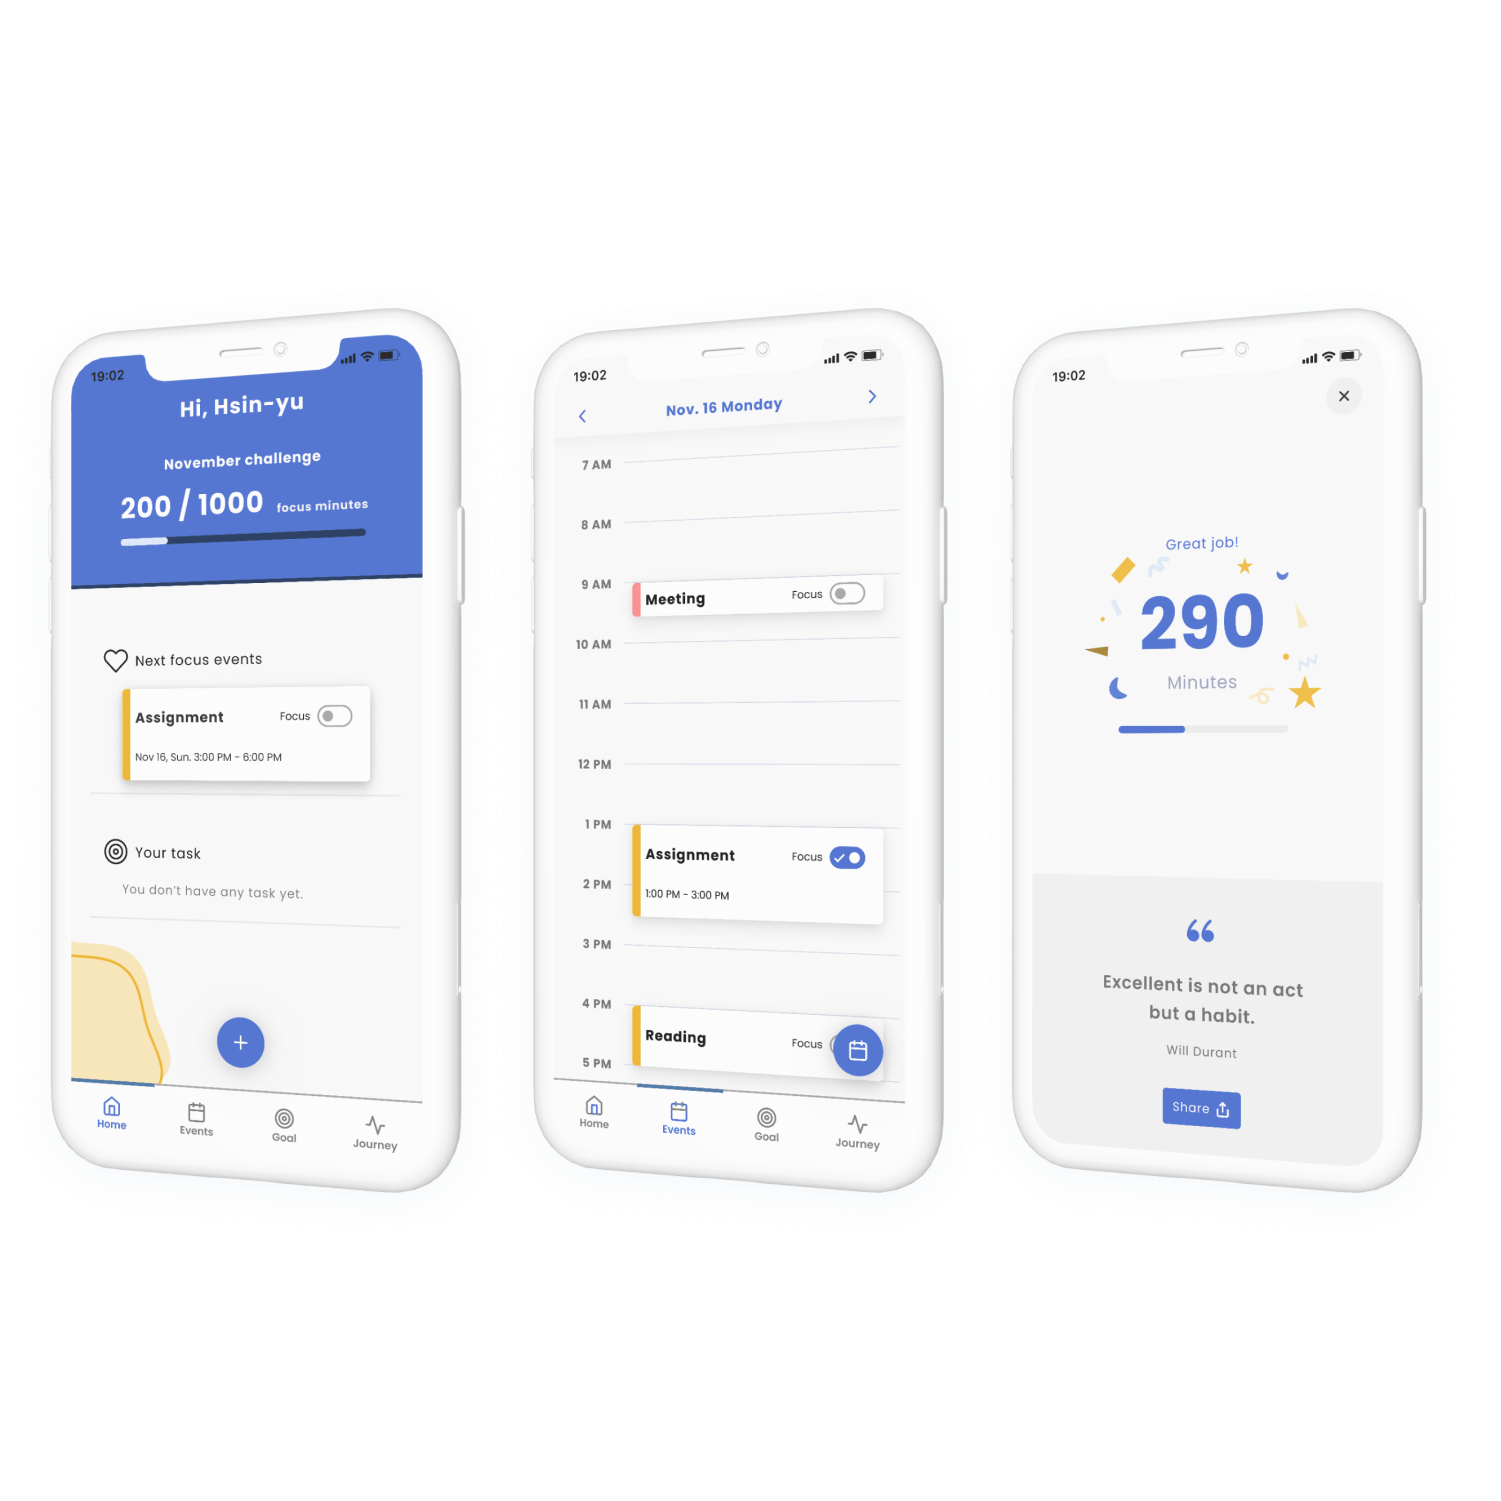 19:02
Hi, Hsin-yu
November challenge
200 / 1000 focus minutes
Next focus events
Assignment Focus
Nov 16, Sun. 3:00 PM - 6:00 PM
Your task
You don't have any task yet.
Home Events Goal Journey
19:02
Nov. 16 Monday
7 AM
8 AM
9 AM
Meeting Focus
10 AM
11 AM
12 PM
1 PM
Assignment Focus
2 PM
1:00 PM - 3:00 PM
3 PM
4 PM
Reading Focus
5 PM
Home Events Goal Journey
19:02
Great job!
290
Minutes
Excellent is not an act
but a habit.
Will Durant
Share